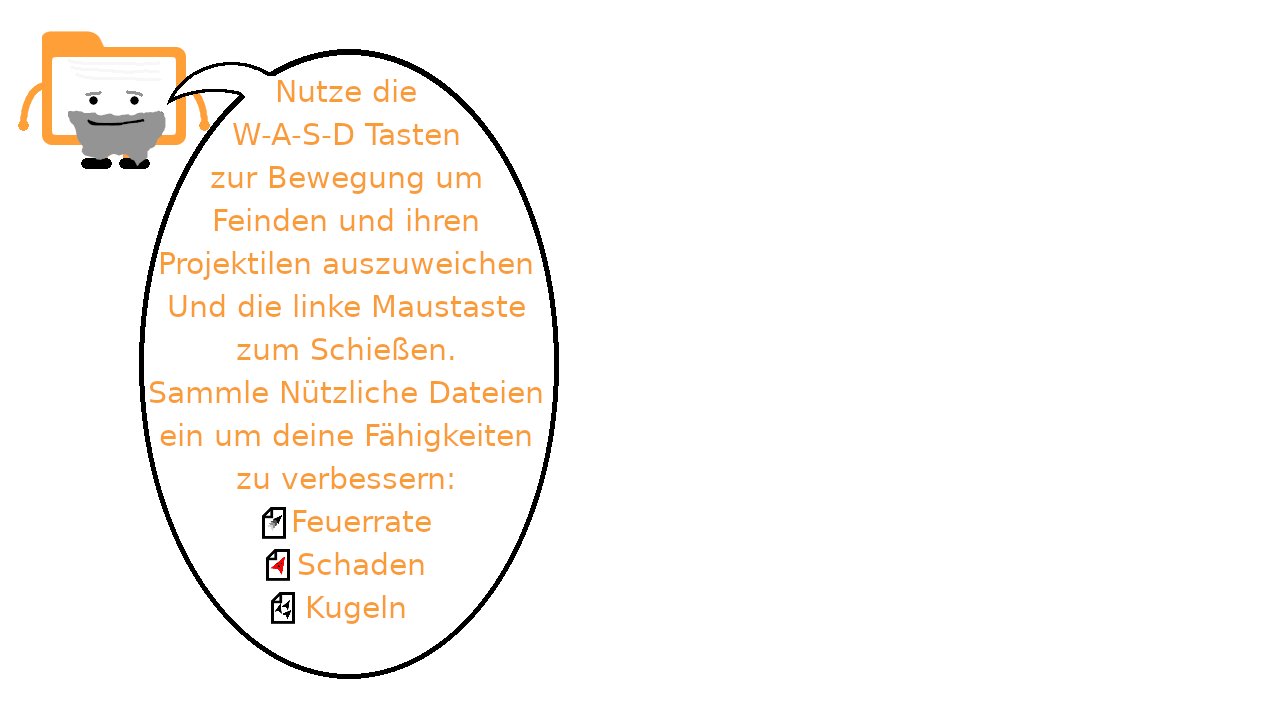 Nutze die
W-A-S-D Tasten
zur Bewegung um
Feinden und ihren
Projektilen auszuweichen
Und die linke Maustaste
zum Schießen.
Sammle Nützliche Dateien
ein um deine Fähigkeiten
zu verbessern:
Feuerrate
Schaden
Kugeln